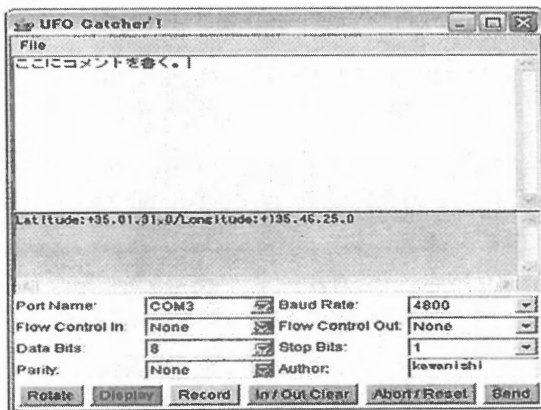 UFO Catcher !
File
ここにコメントを書く。
Latitude:+35.01.31.0/Longitude:+135.46.25.0
Port Name: COM3 Baud Rate: 4800
Flow Control In: None Flow Control Out: None
Data Bits: 8 Stop Bits: 1
Parity: None Author: kawanishi
Rotate Display Record In / Out Clear Abort / Reset Send